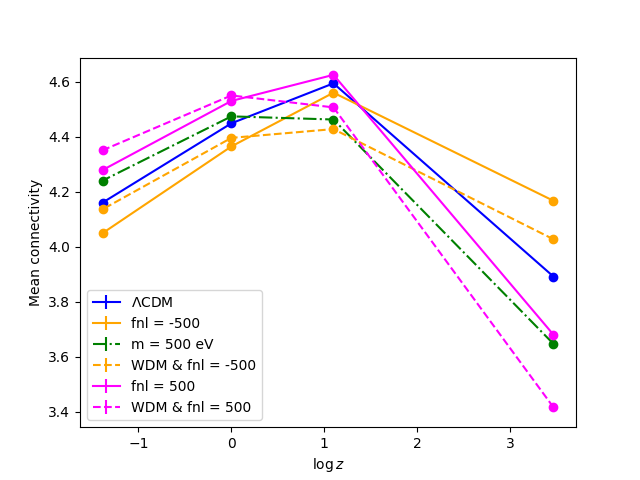 4.6
4.4
4.2
4.0
3.8
3.6
3.4
Mean connectivity
ΛCDM
fnl = -500
m = 500 eV
WDM & fnl = -500
fnl = 500
WDM & fnl = 500
−1
0
1
2
3
log z